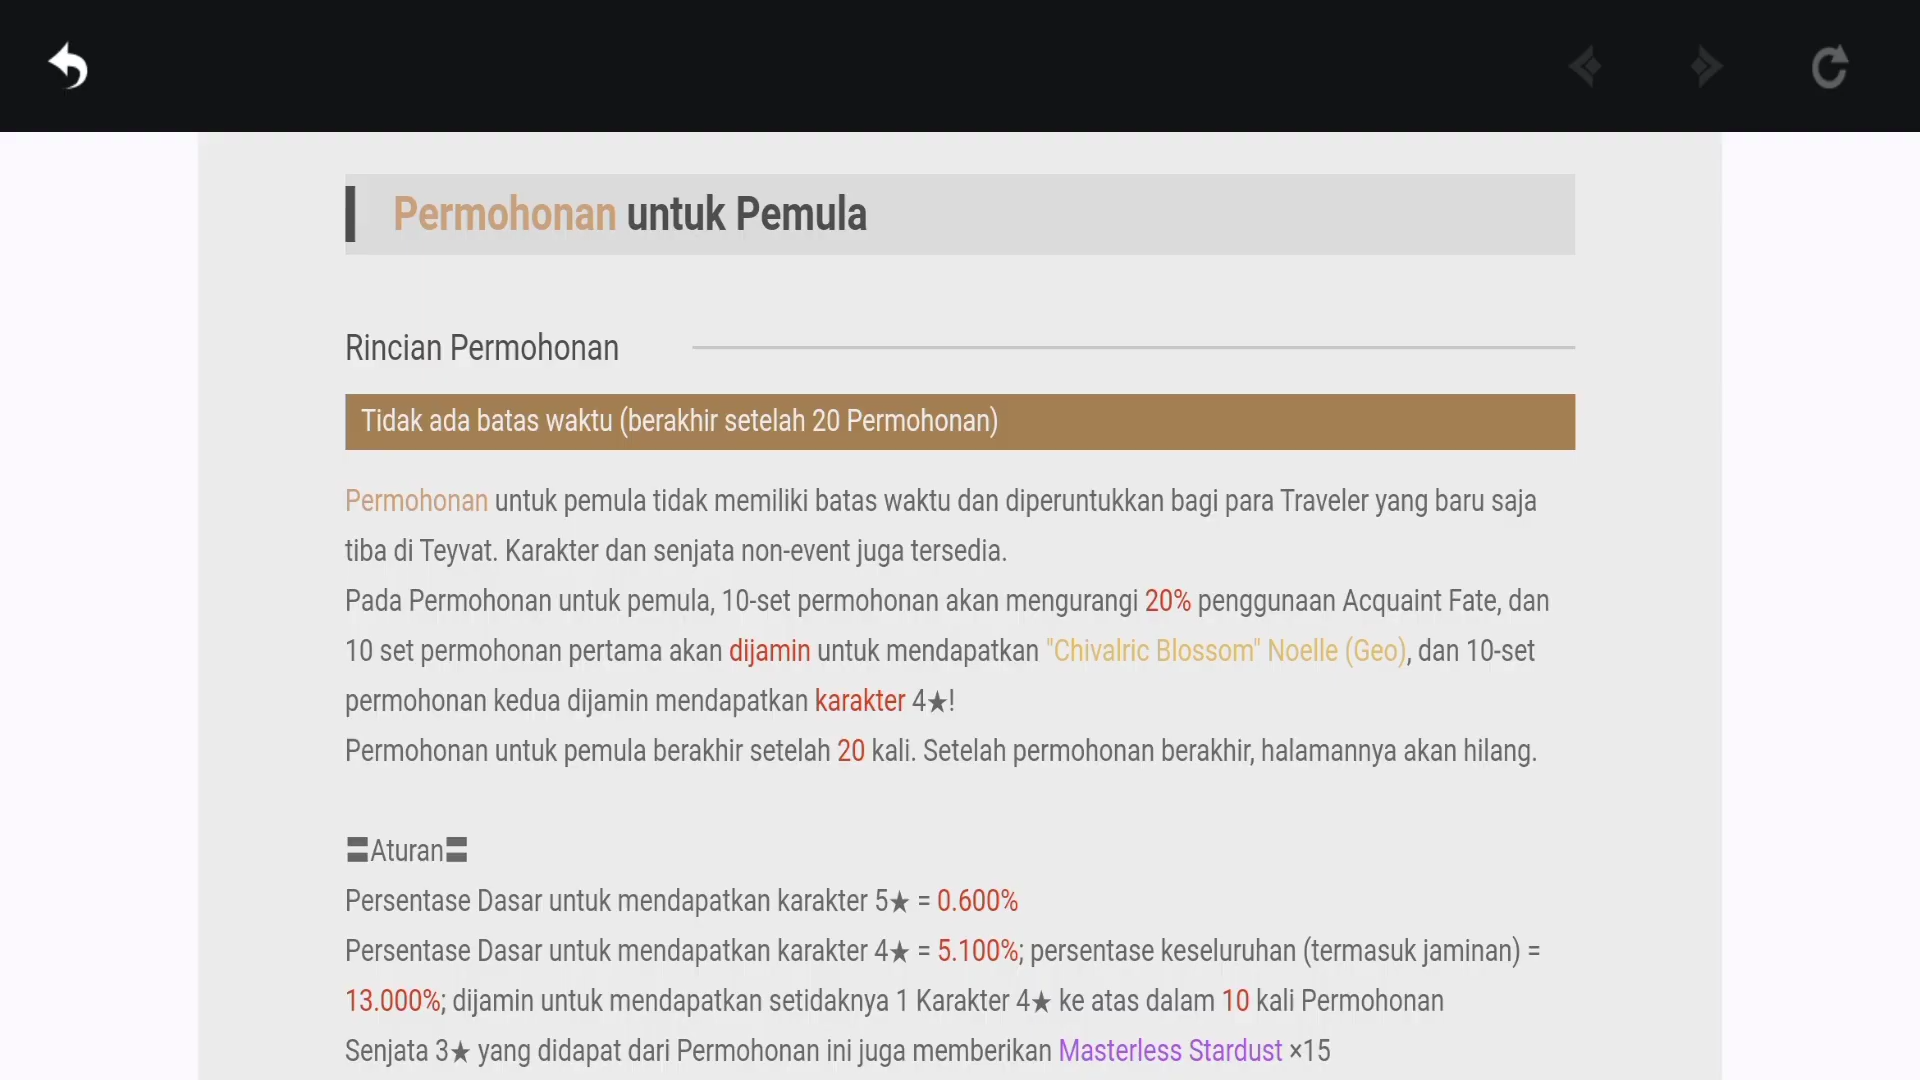 Permohonan untuk Pemula
Rincian Permohonan
Tidak ada batas waktu (berakhir setelah 20 Permohonan)
Permohonan untuk pemula tidak memiliki batas waktu dan diperuntukkan bagi para Traveler yang baru saja
tiba di Teyvat. Karakter dan senjata non-event juga tersedia.
Pada Permohonan untuk pemula, 10-set permohonan akan mengurangi 20% penggunaan Acquaint Fate, dan
10 set permohonan pertama akan dijamin untuk mendapatkan "Chivalric Blossom" Noelle (Geo), dan 10-set
permohonan kedua dijamin mendapatkan karakter 4★!
Permohonan untuk pemula berakhir setelah 20 kali. Setelah permohonan berakhir, halamannya akan hilang.
〓Aturan〓
Persentase Dasar untuk mendapatkan karakter 5★ = 0.600%
Persentase Dasar untuk mendapatkan karakter 4★ = 5.100%; persentase keseluruhan (termasuk jaminan) =
13.000%; dijamin untuk mendapatkan setidaknya 1 Karakter 4★ ke atas dalam 10 kali Permohonan
Senjata 3★ yang didapat dari Permohonan ini juga memberikan Masterless Stardust ×15